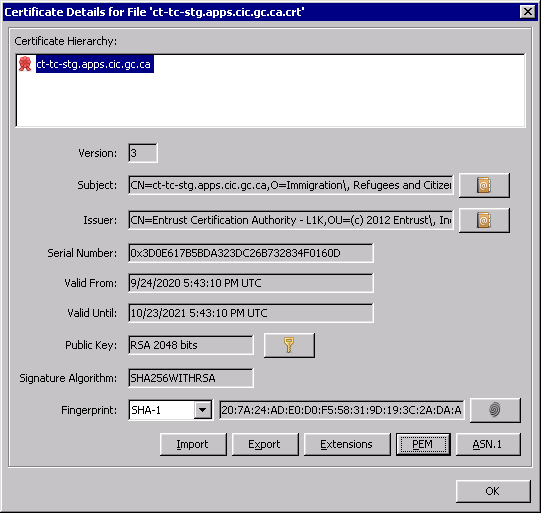 Certificate Details for File 'ct-tc-stg.apps.cic.gc.ca.crt'
Certificate Hierarchy:
ct-tc-stg.apps.cic.gc.ca
Version: 3
Subject: CN=ct-tc-stg.apps.cic.gc.ca,O=Immigration\, Refugees and Citizer
Issuer: CN=Entrust Certification Authority - L1K,OU=(c) 2012 Entrust\, In
Serial Number: 0x3D0E617B5BDA323DC26B732834F0160D
Valid From: 9/24/2020 5:43:10 PM UTC
Valid Until: 10/23/2021 5:43:10 PM UTC
Public Key: RSA 2048 bits
Signature Algorithm: SHA256WITHRSA
Fingerprint: SHA-1 20:7A:24:AD:E0:D0:F5:58:31:9D:19:3C:2A:DA:A
Import Export Extensions PEM ASN.1
OK